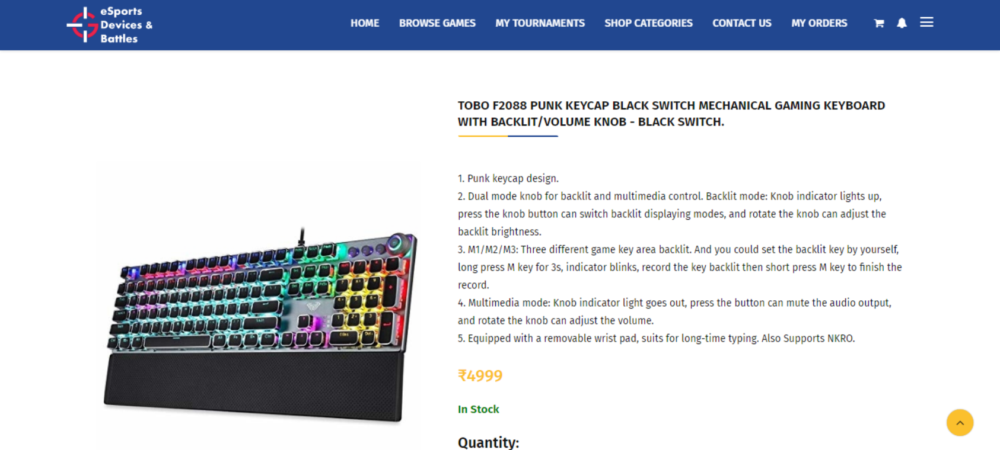 eSports
Devices &
Battles
HOME
BROWSE GAMES
MY TOURNAMENTS
SHOP CATEGORIES
CONTACT US
MY ORDERS
TOBO F2088 PUNK KEYCAP BLACK SWITCH MECHANICAL GAMING KEYBOARD
WITH BACKLIT/VOLUME KNOB - BLACK SWITCH.
1. Punk keycap design.
2. Dual mode knob for backlit and multimedia control. Backlit mode: Knob indicator lights up,
press the knob button can switch backlit displaying modes, and rotate the knob can adjust the
backlit brightness.
3. M1/M2/M3: Three different game key area backlit. And you could set the backlit key by yourself,
long press M key for 3s, indicator blinks, record the key backlit then short press M key to finish the
record.
4. Multimedia mode: Knob indicator light goes out, press the button can mute the audio output,
and rotate the knob can adjust the volume.
5. Equipped with a removable wrist pad, suits for long-time typing. Also Supports NKRO.
₹4999
In Stock
Quantity: